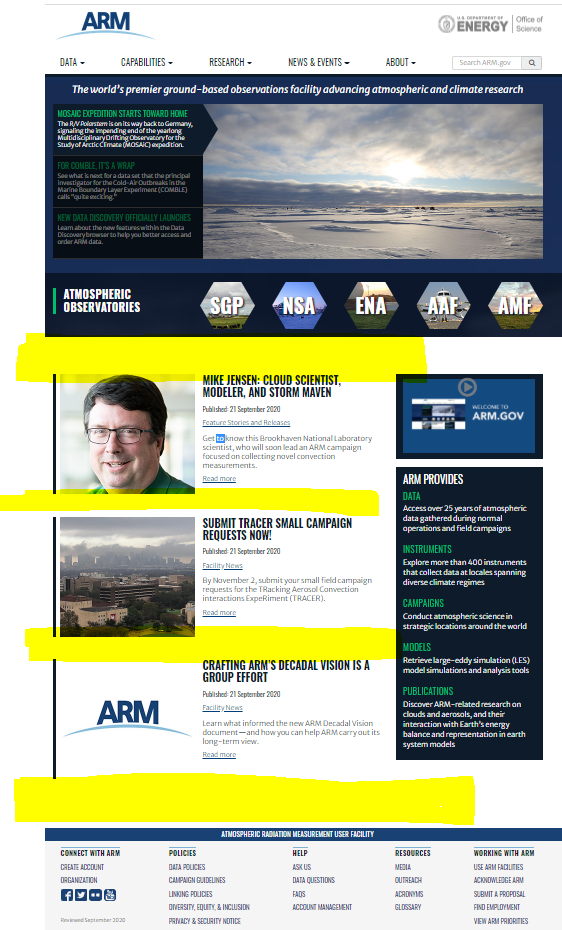 ARM
U.S. DEPARTMENT OF
ENERGY
Office of
Science
DATA
CAPABILITIES
RESEARCH
NEWS & EVENTS
ABOUT
Search ARM.gov
The world's premier ground-based observations facility advancing atmospheric and climate research
MOSAIC EXPEDITION STARTS TOWARD HOME
The R/V Polarstern is on its way back to Germany,
signaling the impending end of the yearlong
Multidisciplinary Drifting Observatory for the
Study of Arctic Climate (MOSAiC) expedition.
FOR COMBLE, IT'S A WRAP
See what is next for a data set that the principal
investigator for the Cold-Air Outbreaks in the
Marine Boundary Layer Experiment (COMBLE)
calls "quite exciting."
NEW DATA DISCOVERY OFFICIALLY LAUNCHES
Learn about the new features within the Data
Discovery browser to help you better access and
order ARM data.
ATMOSPHERIC
OBSERVATORIES
SGP
NSA
ENA
AAF
AMF
MIKE JENSEN: CLOUD SCIENTIST,
MODELER, AND STORM MAVEN
Published: 21 September 2020
Feature Stories and Releases
Get to know this Brookhaven National Laboratory
scientist, who will soon lead an ARM campaign
focused on collecting novel convection
measurements.
Read more
SUBMIT TRACER SMALL CAMPAIGN
REQUESTS NOW!
Published: 21 September 2020
Facility News
By November 2, submit your small field campaign
requests for the TRacking Aerosol Convection
interactions ExpeRiment (TRACER).
Read more
ARM
CRAFTING ARM'S DECADAL VISION IS A
GROUP EFFORT
Published: 21 September 2020
Facility News
Learn what informed the new ARM Decadal Vision
document—and how you can help ARM carry out its
long-term view.
Read more
WELCOME TO
ARM.GOV
ARM PROVIDES
DATA
Access over 25 years of atmospheric
data gathered during normal
operations and field campaigns
INSTRUMENTS
Explore more than 400 instruments
that collect data at locales spanning
diverse climate regimes
CAMPAIGNS
Conduct atmospheric science in
strategic locations around the world
MODELS
Retrieve large-eddy simulation (LES)
model simulations and analysis tools
PUBLICATIONS
Discover ARM-related research on
clouds and aerosols, and their
interaction with Earth's energy
balance and representation in earth
system models
ATMOSPHERIC RADIATION MEASUREMENT USER FACILITY
CONNECT WITH ARM
CREATE ACCOUNT
ORGANIZATION
Reviewed September 2020
POLICIES
DATA POLICIES
CAMPAIGN GUIDELINES
LINKING POLICIES
DIVERSITY, EQUITY, & INCLUSION
PRIVACY & SECURITY NOTICE
HELP
ASK US
DATA QUESTIONS
FAQS
ACCOUNT MANAGEMENT
RESOURCES
MEDIA
OUTREACH
ACRONYMS
GLOSSARY
WORKING WITH ARM
USE ARM FACILITIES
ACKNOWLEDGE ARM
SUBMIT A PROPOSAL
FIND EMPLOYMENT
VIEW ARM PRIORITIES